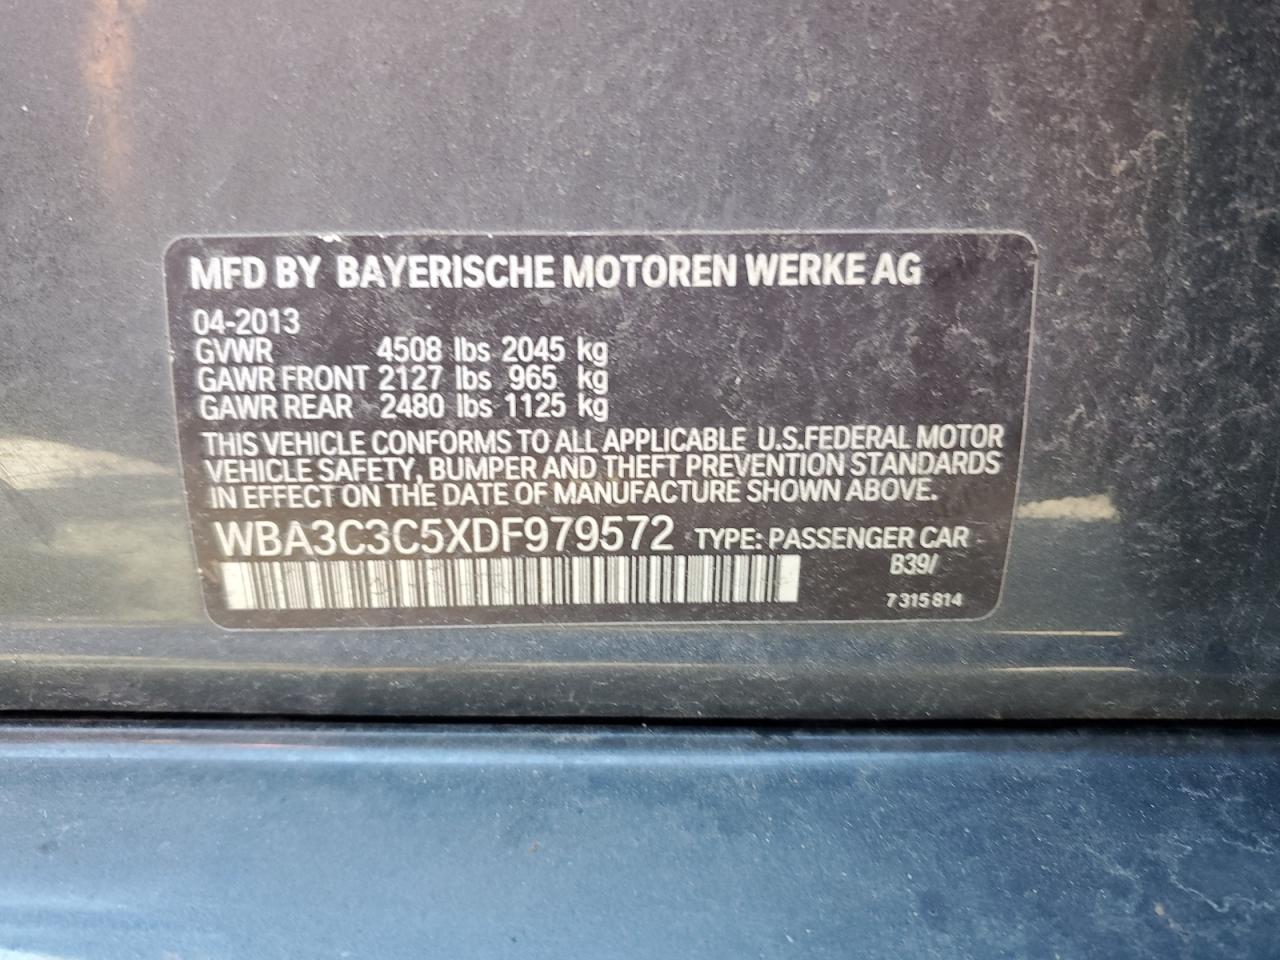 MFD BY BAYERISCHE MOTOREN WERKE AG
04-2013
GVWR 4508 lbs 2045 kg
GAWR FRONT 2127 lbs 965 kg
GAWR REAR 2480 lbs 1125 kg
THIS VEHICLE CONFORMS TO ALL APPLICABLE U.S.FEDERAL MOTOR
VEHICLE SAFETY, BUMPER AND THEFT PREVENTION STANDARDS
IN EFFECT ON THE DATE OF MANUFACTURE SHOWN ABOVE.
WBA3C3C5XDF979572 TYPE: PASSENGER CAR
B39/
7 315 814